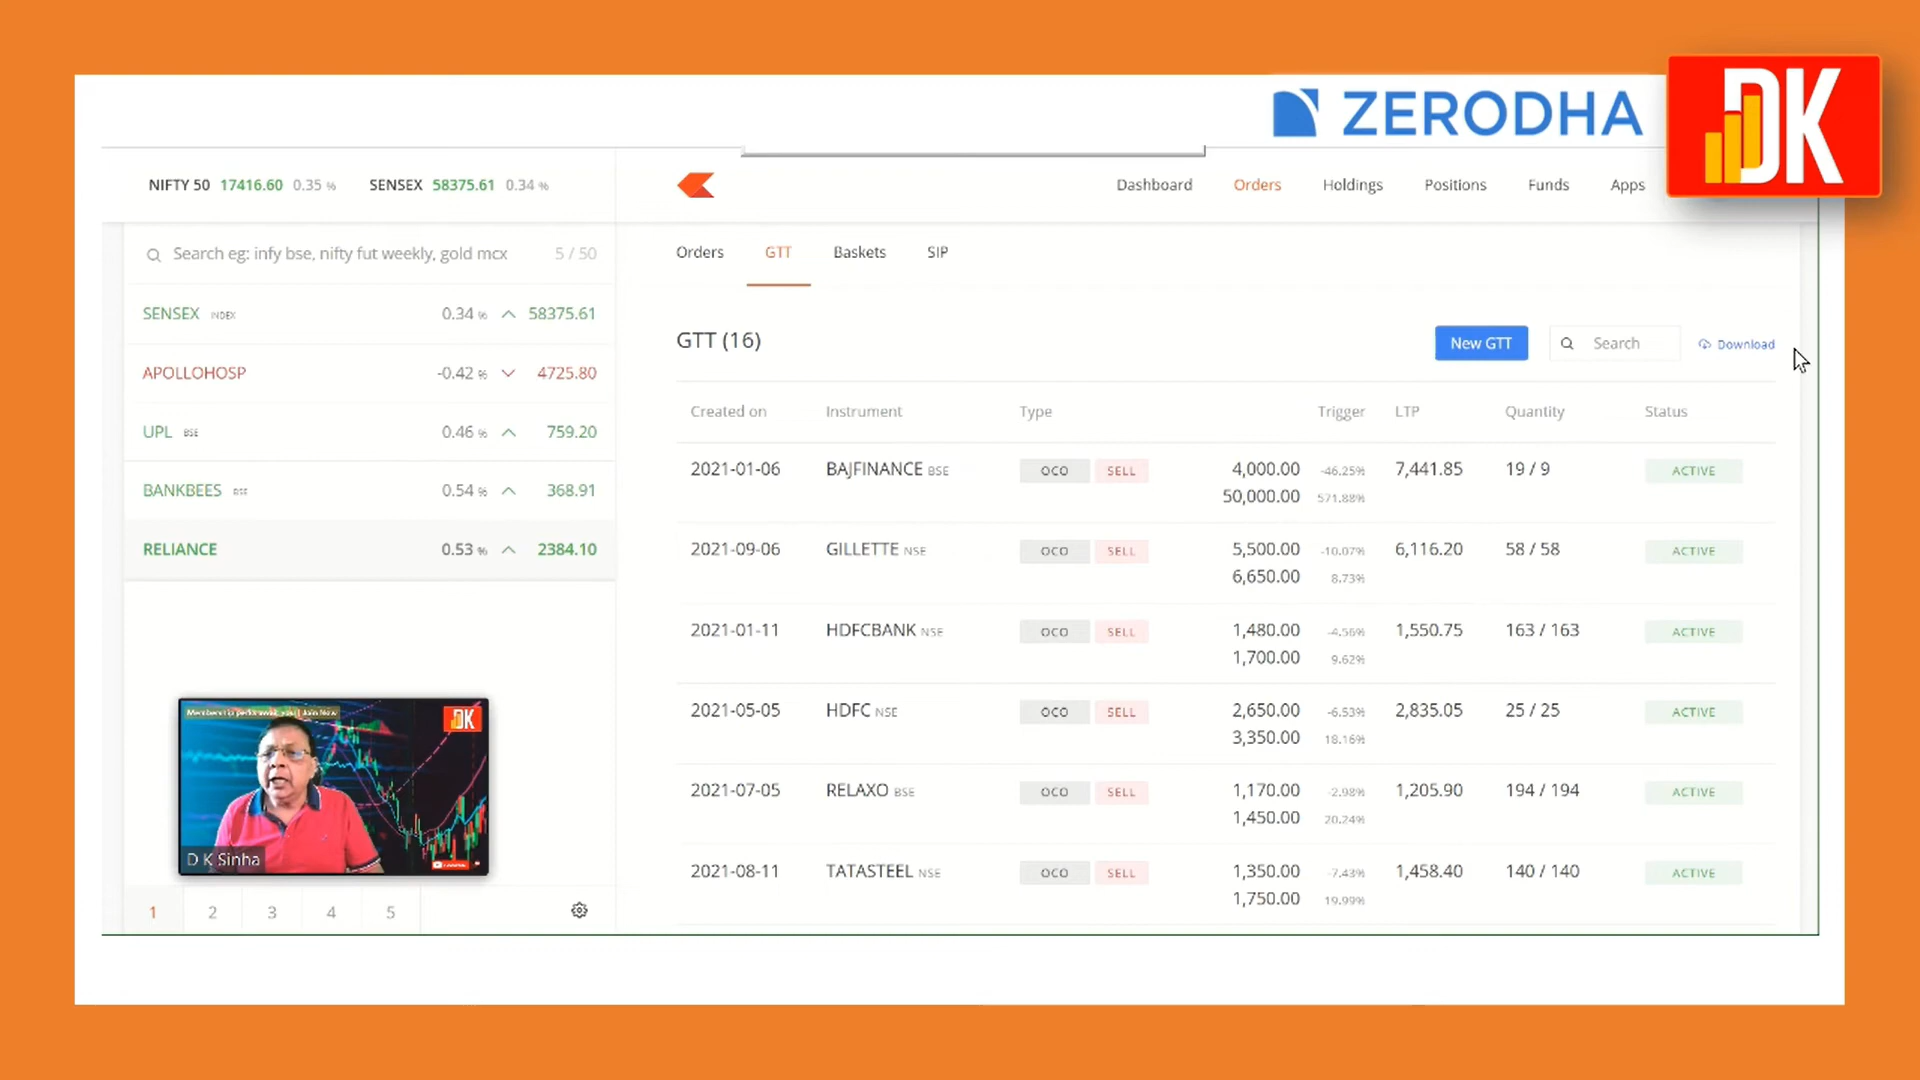 ZERODHA
DK
NIFTY 50 17416.60 0.35 % SENSEX 58375.61 0.34 %
Dashboard Orders Holdings Positions Funds Apps
Search eg: infy bse, nifty fut weekly, gold mcx 5 / 50
Orders GTT Baskets SIP
SENSEX INDEX 0.34 % 58375.61
APOLLOHOSP -0.42 % 4725.80
UPL BSE 0.46 % 759.20
BANKBEES BSE 0.54 % 368.91
RELIANCE 0.53 % 2384.10
GTT (16) New GTT Search Download
Created on Instrument Type Trigger LTP Quantity Status
2021-01-06 BAJFINANCE BSE OCO SELL 4,000.00 -46.25% 7,441.85 19 / 9 ACTIVE
50,000.00 571.88%
2021-09-06 GILLETTE NSE OCO SELL 5,500.00 -10.07% 6,116.20 58 / 58 ACTIVE
6,650.00 8.73%
2021-01-11 HDFCBANK NSE OCO SELL 1,480.00 -4.56% 1,550.75 163 / 163 ACTIVE
1,700.00 9.62%
2021-05-05 HDFC NSE OCO SELL 2,650.00 -6.53% 2,835.05 25 / 25 ACTIVE
3,350.00 18.16%
2021-07-05 RELAXO BSE OCO SELL 1,170.00 -2.98% 1,205.90 194 / 194 ACTIVE
1,450.00 20.24%
2021-08-11 TATASTEEL NSE OCO SELL 1,350.00 -7.43% 1,458.40 140 / 140 ACTIVE
1,750.00 19.99%
DK
D K Sinha
1 2 3 4 5